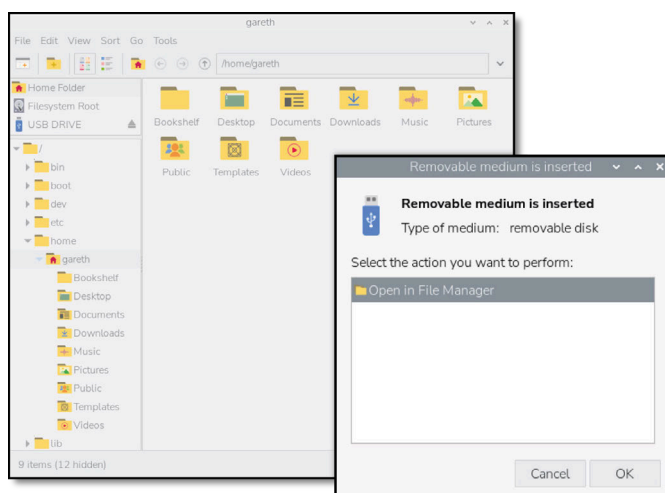 gareth
File Edit View Sort Go Tools
/home/gareth
Home Folder
Filesystem Root
USB DRIVE
/
bin
boot
dev
etc
home
gareth
Bookshelf
Desktop
Documents
Downloads
Music
Pictures
Public
Templates
Videos
lib
Bookshelf Desktop Documents Downloads Music Pictures
Public Templates Videos
9 items (12 hidden)
Removable medium is inserted
Removable medium is inserted
Type of medium: removable disk
Select the action you want to perform:
Open in File Manager
Cancel OK